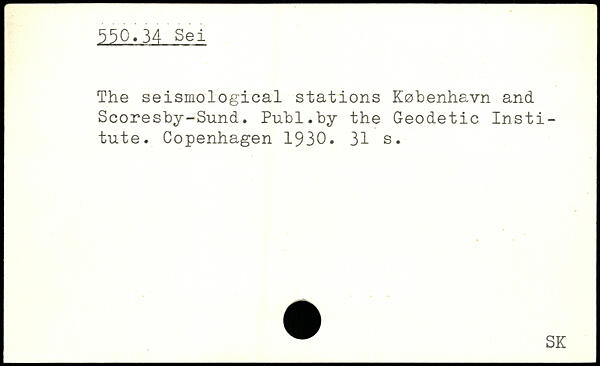 550.34 Sei
The seismological stations København and
Scoresby-Sund. Publ.by the Geodetic Insti-
tute. Copenhagen 1930. 31 s.
SK